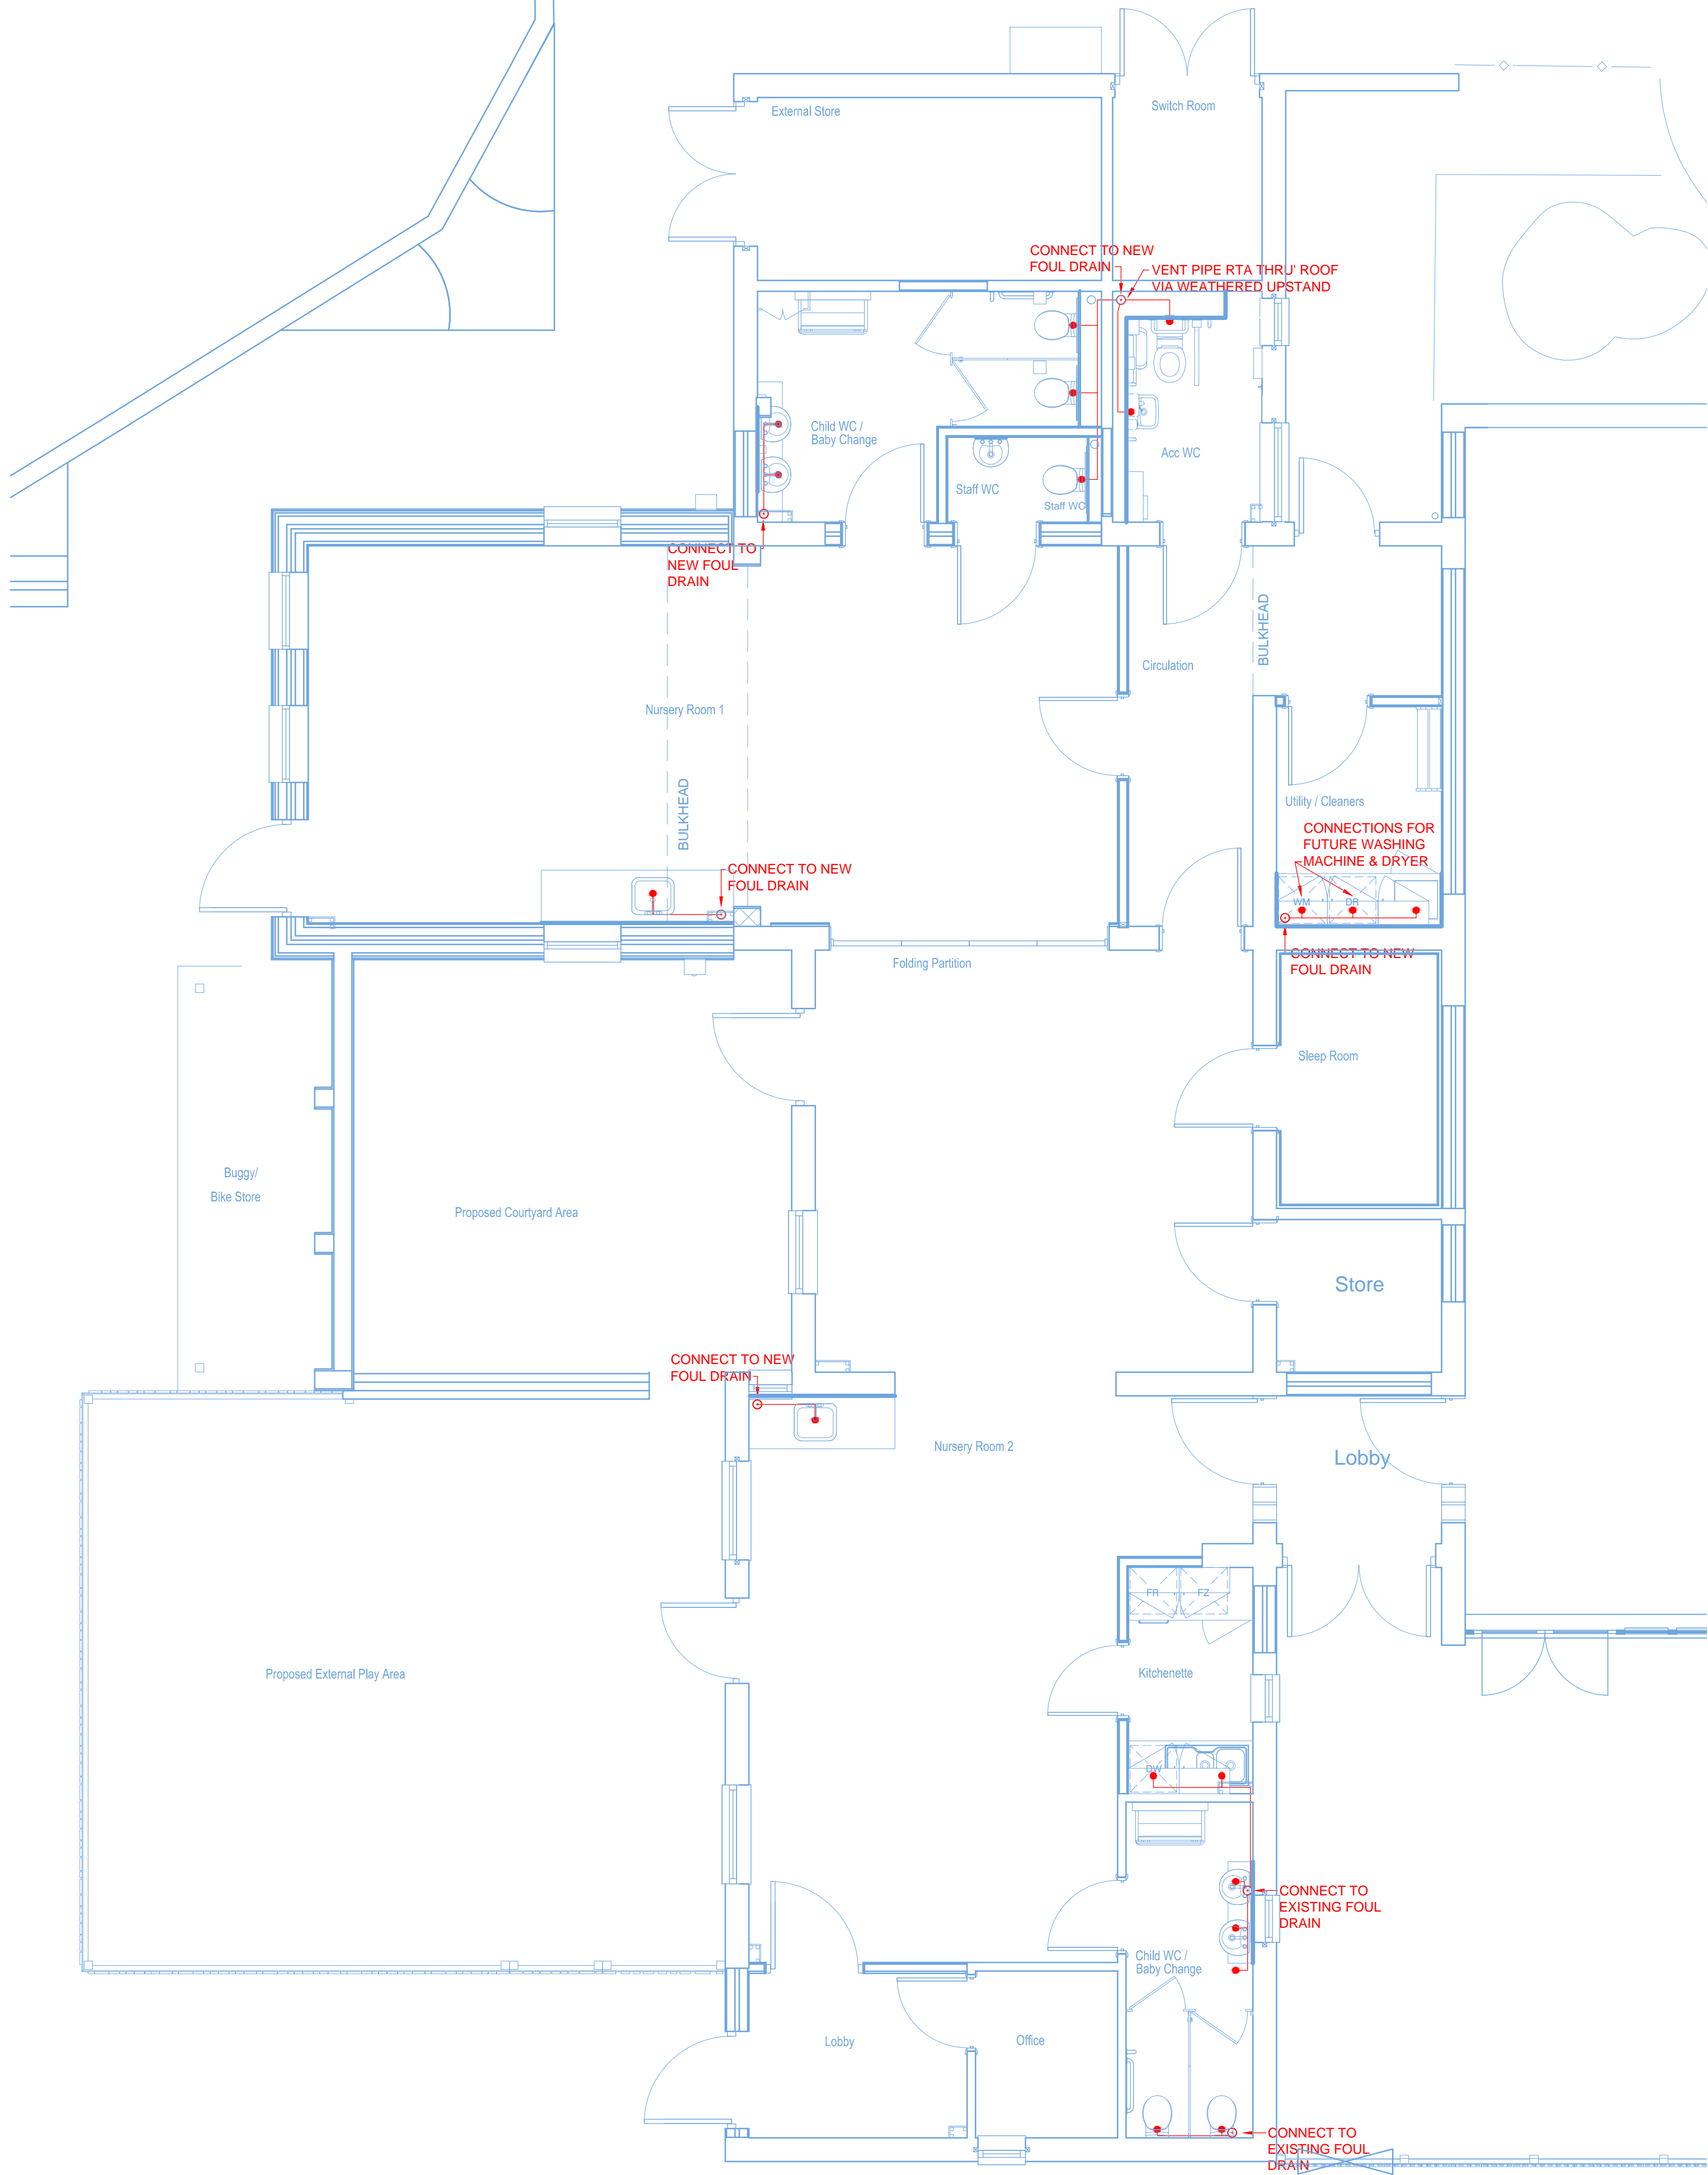 External Store
Switch Room
CONNECT TO NEW
FOUL DRAIN
VENT PIPE RTA THRU' ROOF
VIA WEATHERED UPSTAND
Child WC /
Baby Change
Acc WC
Staff WC
Staff WC
CONNECT TO
NEW FOUL
DRAIN
BULKHEAD
Circulation
Nursery Room 1
BULKHEAD
Utility / Cleaners
CONNECTIONS FOR
FUTURE WASHING
MACHINE & DRYER
CONNECT TO NEW
FOUL DRAIN
WM
DR
CONNECT TO NEW
FOUL DRAIN
Folding Partition
Sleep Room
Buggy/
Bike Store
Proposed Courtyard Area
Store
CONNECT TO NEW
FOUL DRAIN
Nursery Room 2
Lobby
FR
FZ
Proposed External Play Area
Kitchenette
DW
CONNECT TO
EXISTING FOUL
DRAIN
Child WC /
Baby Change
Lobby
Office
CONNECT TO
EXISTING FOUL
DRAIN